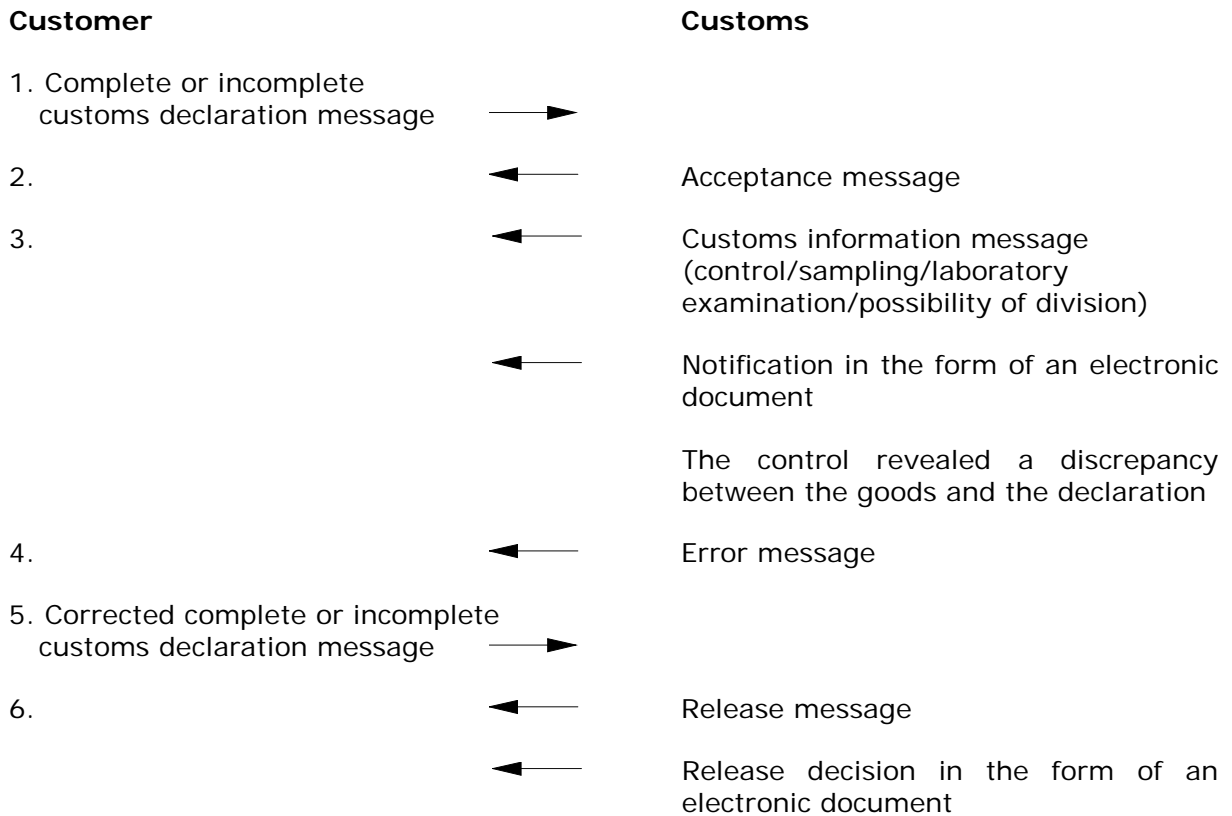 Customer Customs
1. Complete or incomplete
customs declaration message
2. Acceptance message
3. Customs information message
(control/sampling/laboratory
examination/possibility of division)
Notification in the form of an electronic
document
The control revealed a discrepancy
between the goods and the declaration
4. Error message
5. Corrected complete or incomplete
customs declaration message
6. Release message
Release decision in the form of an
electronic document